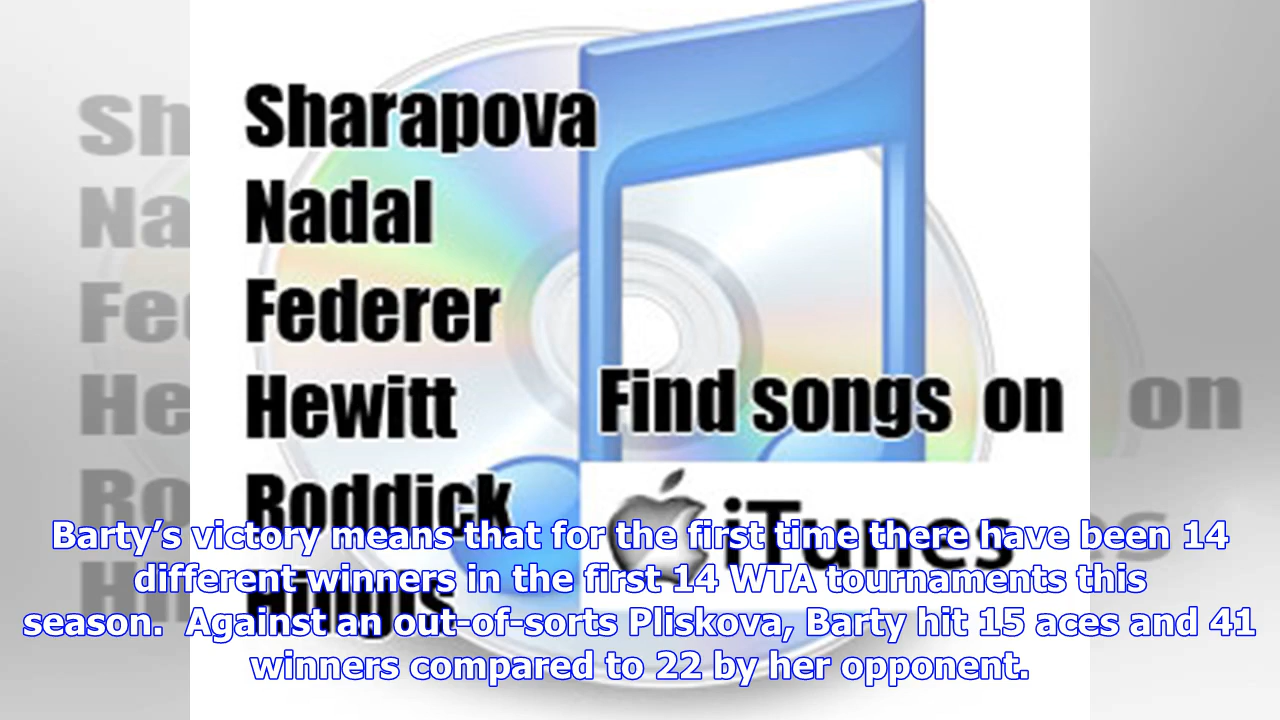 Sharapova
Nadal
Federer
Hewitt
Find songs on
Roddick
iTunes
Barty’s victory means that for the first time there have been 14
different winners in the first 14 WTA tournaments this
season.  Against an out-of-sorts Pliskova, Barty hit 15 aces and 41
winners compared to 22 by her opponent.